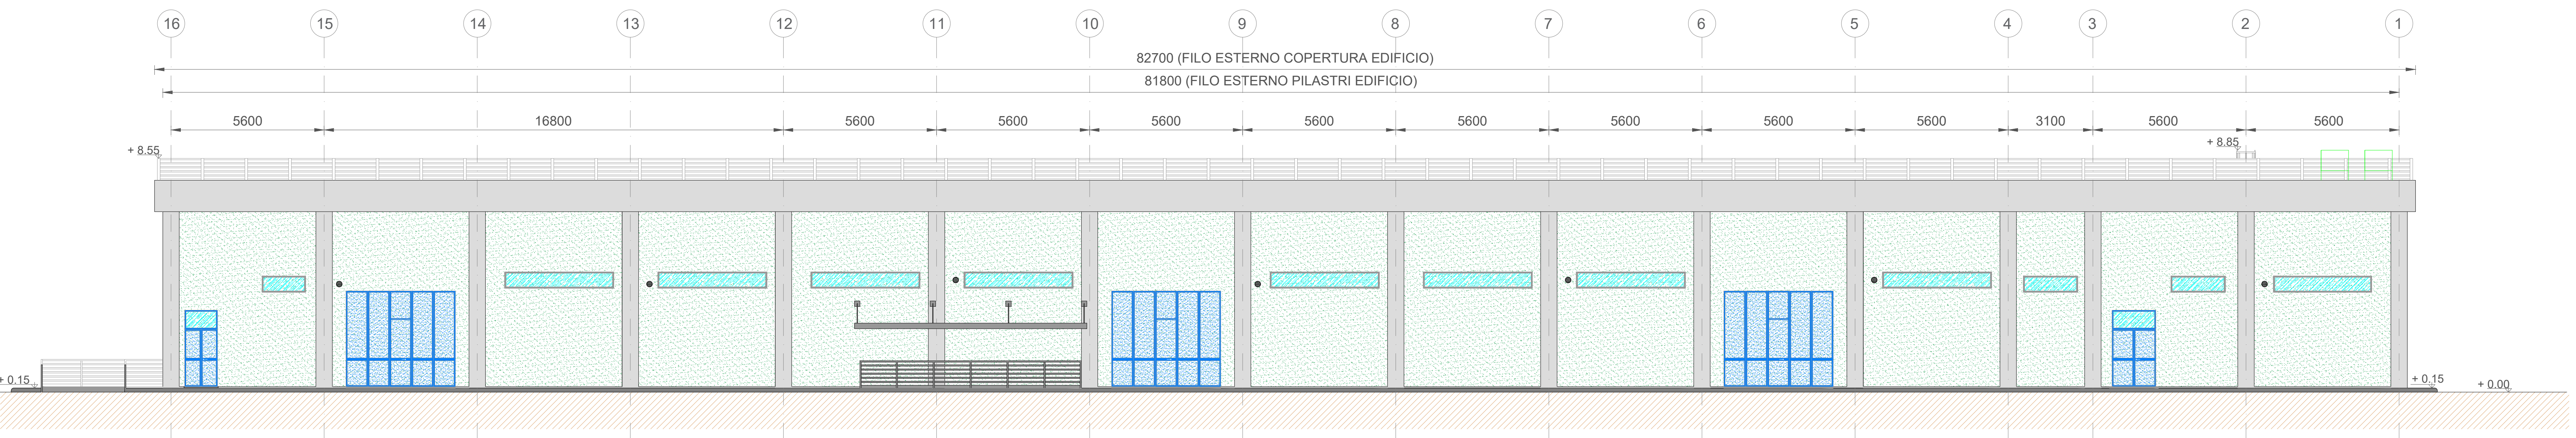 16 15 14 13 12 11 10 9 8 7 6 5 4 3 2 1
82700 (FILO ESTERNO COPERTURA EDIFICIO)
81800 (FILO ESTERNO PILASTRI EDIFICIO)
5600 16800 5600 5600 5600 5600 5600 5600 5600 5600 3100 5600 5600
+ 8.55 + 8.85
+ 0.15 + 0.15 + 0.00